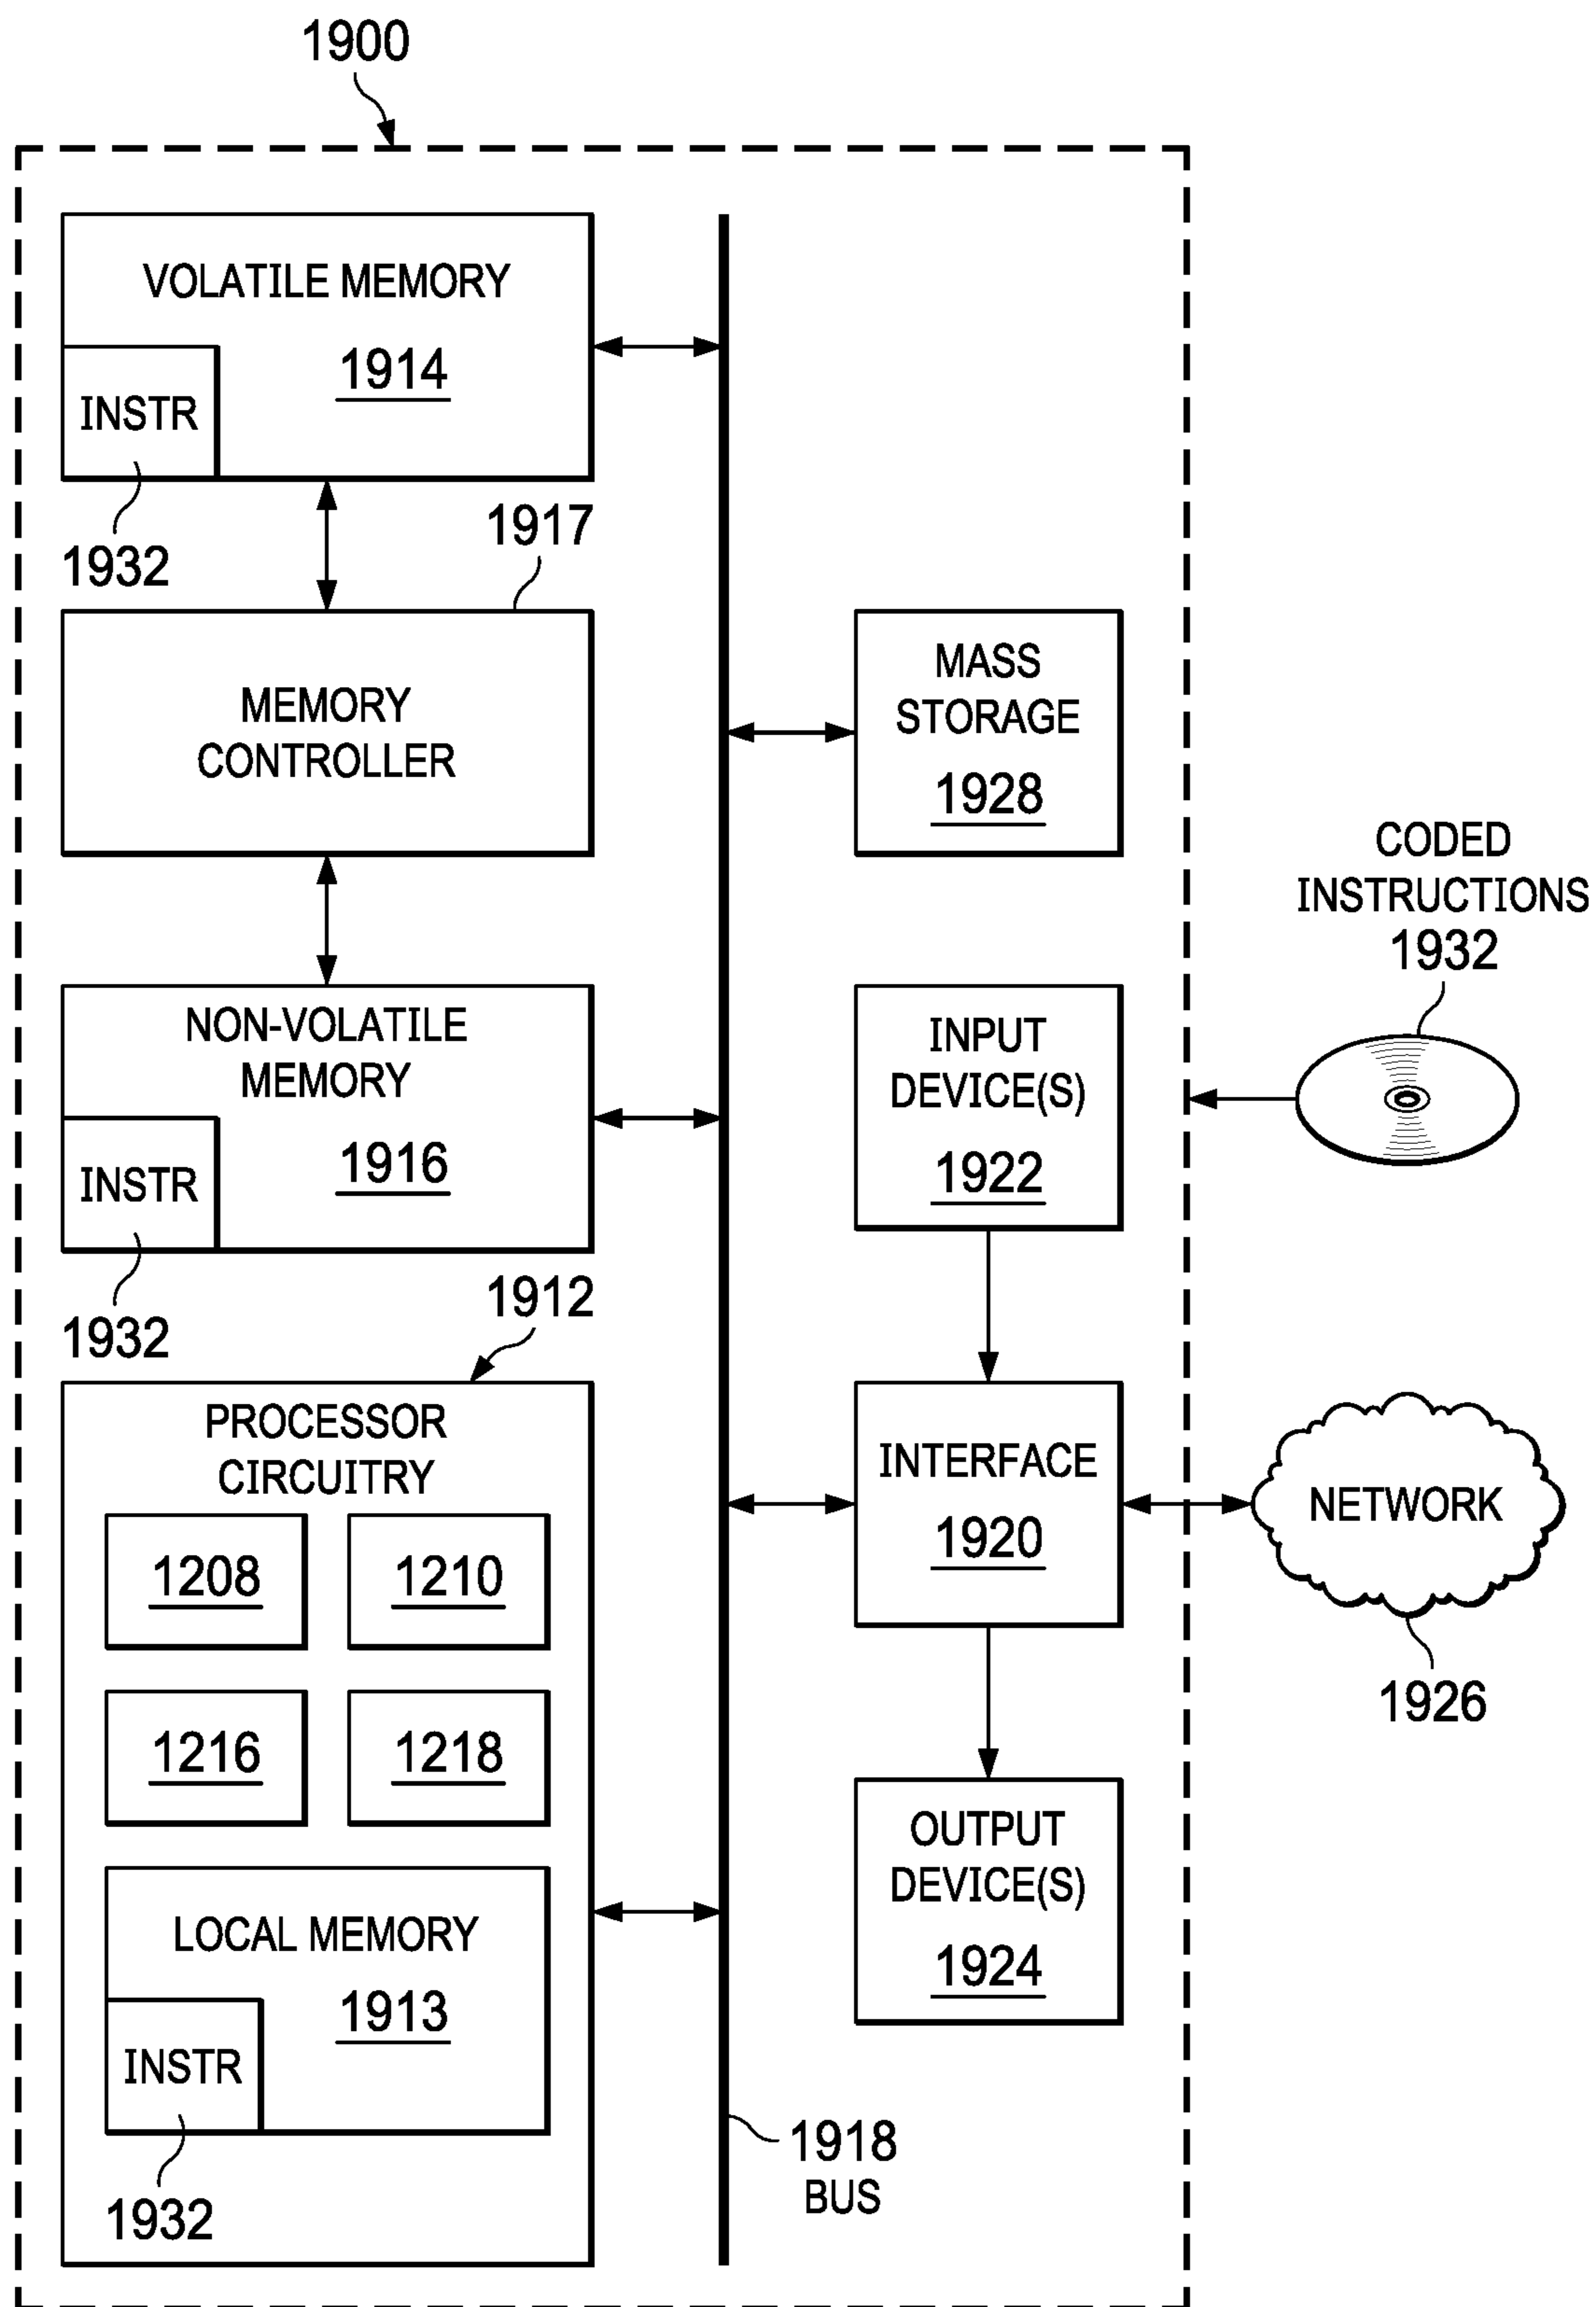 1900
VOLATILE MEMORY
1914
INSTR
1932
1917
MEMORY
CONTROLLER
NON-VOLATILE
MEMORY
1916
INSTR
1932
1912
PROCESSOR
CIRCUITRY
1208
1210
1216
1218
LOCAL MEMORY
1913
INSTR
1932
1918
BUS
MASS
STORAGE
1928
INPUT
DEVICE(S)
1922
INTERFACE
1920
OUTPUT
DEVICE(S)
1924
CODED
INSTRUCTIONS
1932
NETWORK
1926